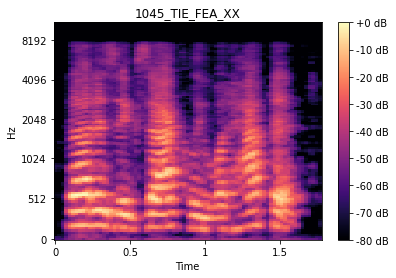 1045_TIE_FEA_XX
Hz
8192
4096
2048
1024
512
0
0
0.5
1
1.5
Time
+0 dB
-10 dB
-20 dB
-30 dB
-40 dB
-50 dB
-60 dB
-70 dB
-80 dB